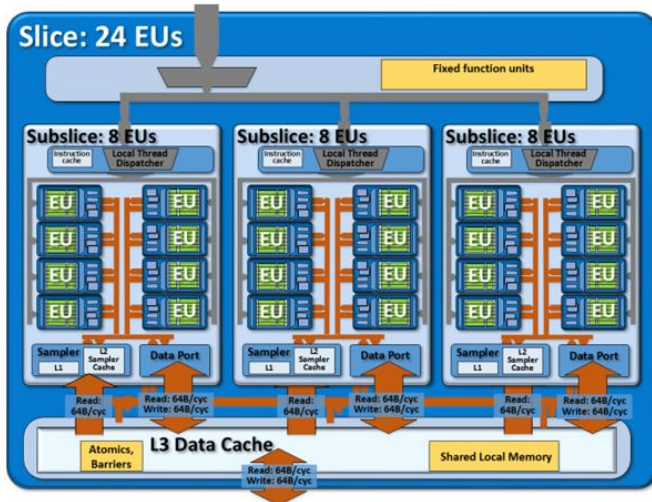 Slice: 24 EUs
Fixed function units
Subslice: 8 EUs
Instruction
cache
Local Thread
Dispatcher
EU
EU
EU
EU
EU
EU
EU
EU
Sampler
L1
L2
Sampler
Cache
Data Port
Read:
64B/cyc
Read: 64B/cyc
Write: 64B/cyc
Subslice: 8 EUs
Instruction
cache
Local Thread
Dispatcher
EU
EU
EU
EU
EU
EU
EU
EU
Sampler
L1
L2
Sampler
Cache
Data Port
Read:
64B/cyc
Read: 64B/cyc
Write: 64B/cyc
Subslice: 8 EUs
Instruction
cache
Local Thread
Dispatcher
EU
EU
EU
EU
EU
EU
EU
EU
Sampler
L1
L2
Sampler
Cache
Data Port
Read:
64B/cyc
Read: 64B/cyc
Write: 64B/cyc
Atomics,
Barriers
L3 Data Cache
Shared Local Memory
Read: 64B/cyc
Write: 64B/cyc